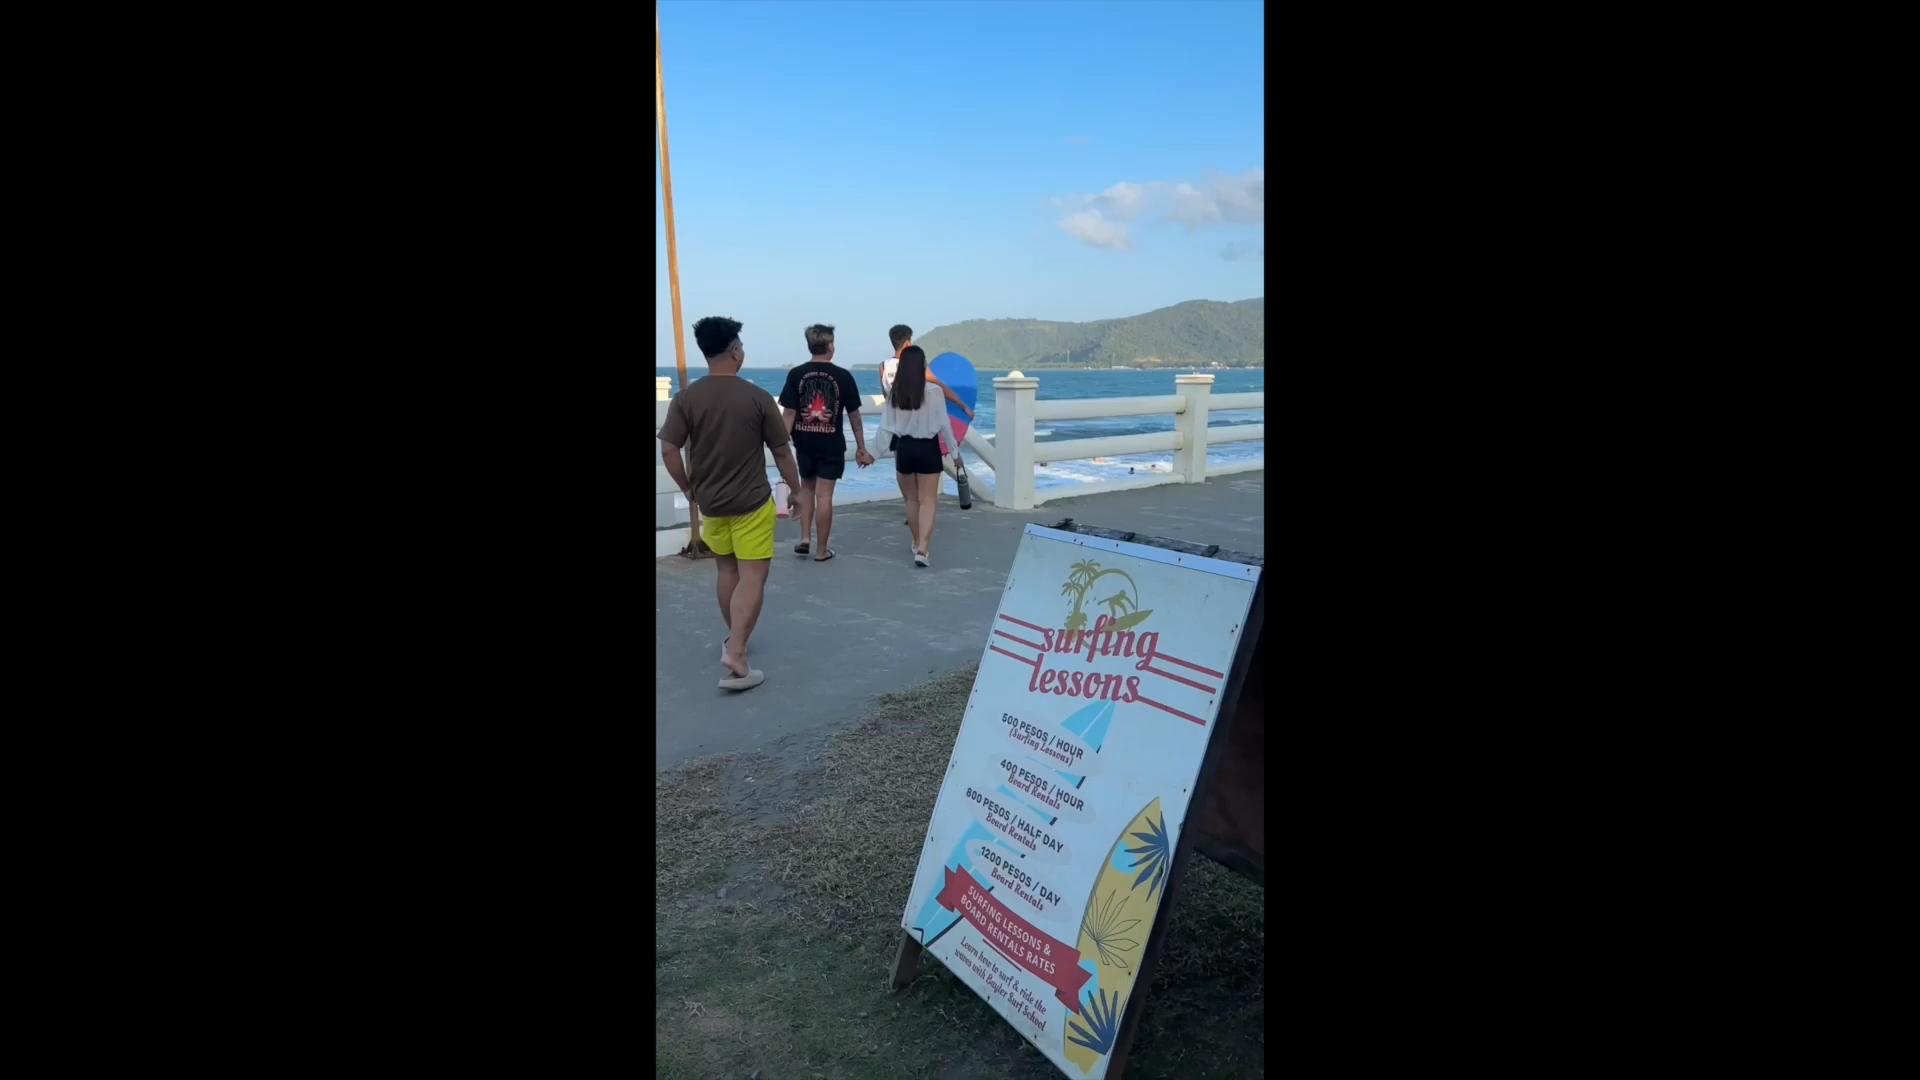 surfing
lessons
500 PESOS / HOUR
(Surfing Lessons)
400 PESOS / HOUR
Board Rentals
800 PESOS / HALF DAY
Board Rentals
1200 PESOS / DAY
Board Rentals
SURFING LESSONS &
BOARD RENTALS RATES
Learn how to surf & ride the
waves with Bayler Surf School